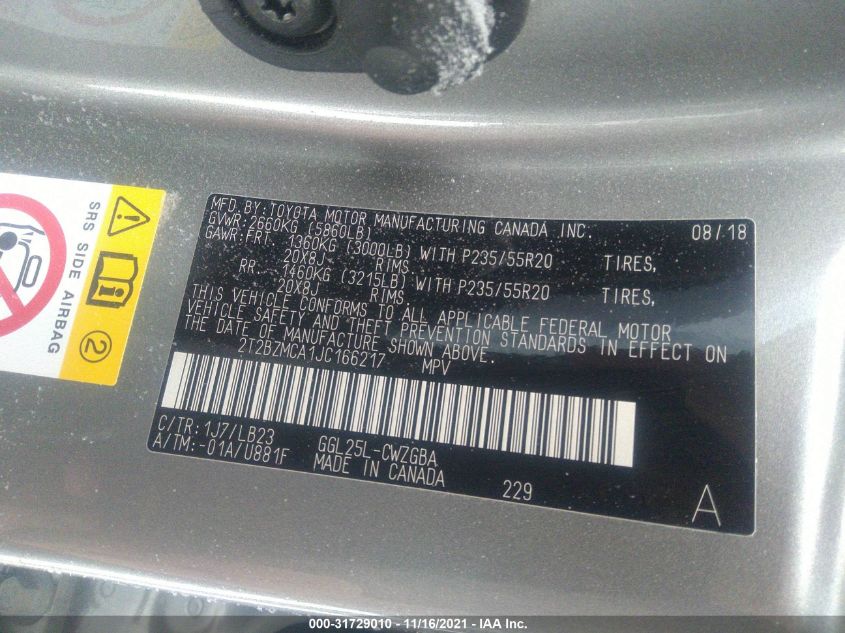 MFD.BY:TOYOTA MOTOR MANUFACTURING CANADA INC. 08/18
GVWR:2660KG (5860LB)
GAWR:FRT. 1360KG (3000LB) WITH P235/55R20 TIRES,
20X8J RIMS,
RR. 1460KG (3215LB) WITH P235/55R20 TIRES,
20X8J RIMS,
THIS VEHICLE CONFORMS TO ALL APPLICABLE FEDERAL MOTOR
VEHICLE SAFETY AND THEFT PREVENTION STANDARDS IN EFFECT ON
THE DATE OF MANUFACTURE SHOWN ABOVE.
2T2BZMCA1JC166217 MPV
C/TR:1J7/LB23 GGL25L-CWZGBA
A/TM:-01A/U881F MADE IN CANADA
229 A
SRS SIDE AIRBAG
2
000-31729010 - 11/16/2021 - IAA Inc.